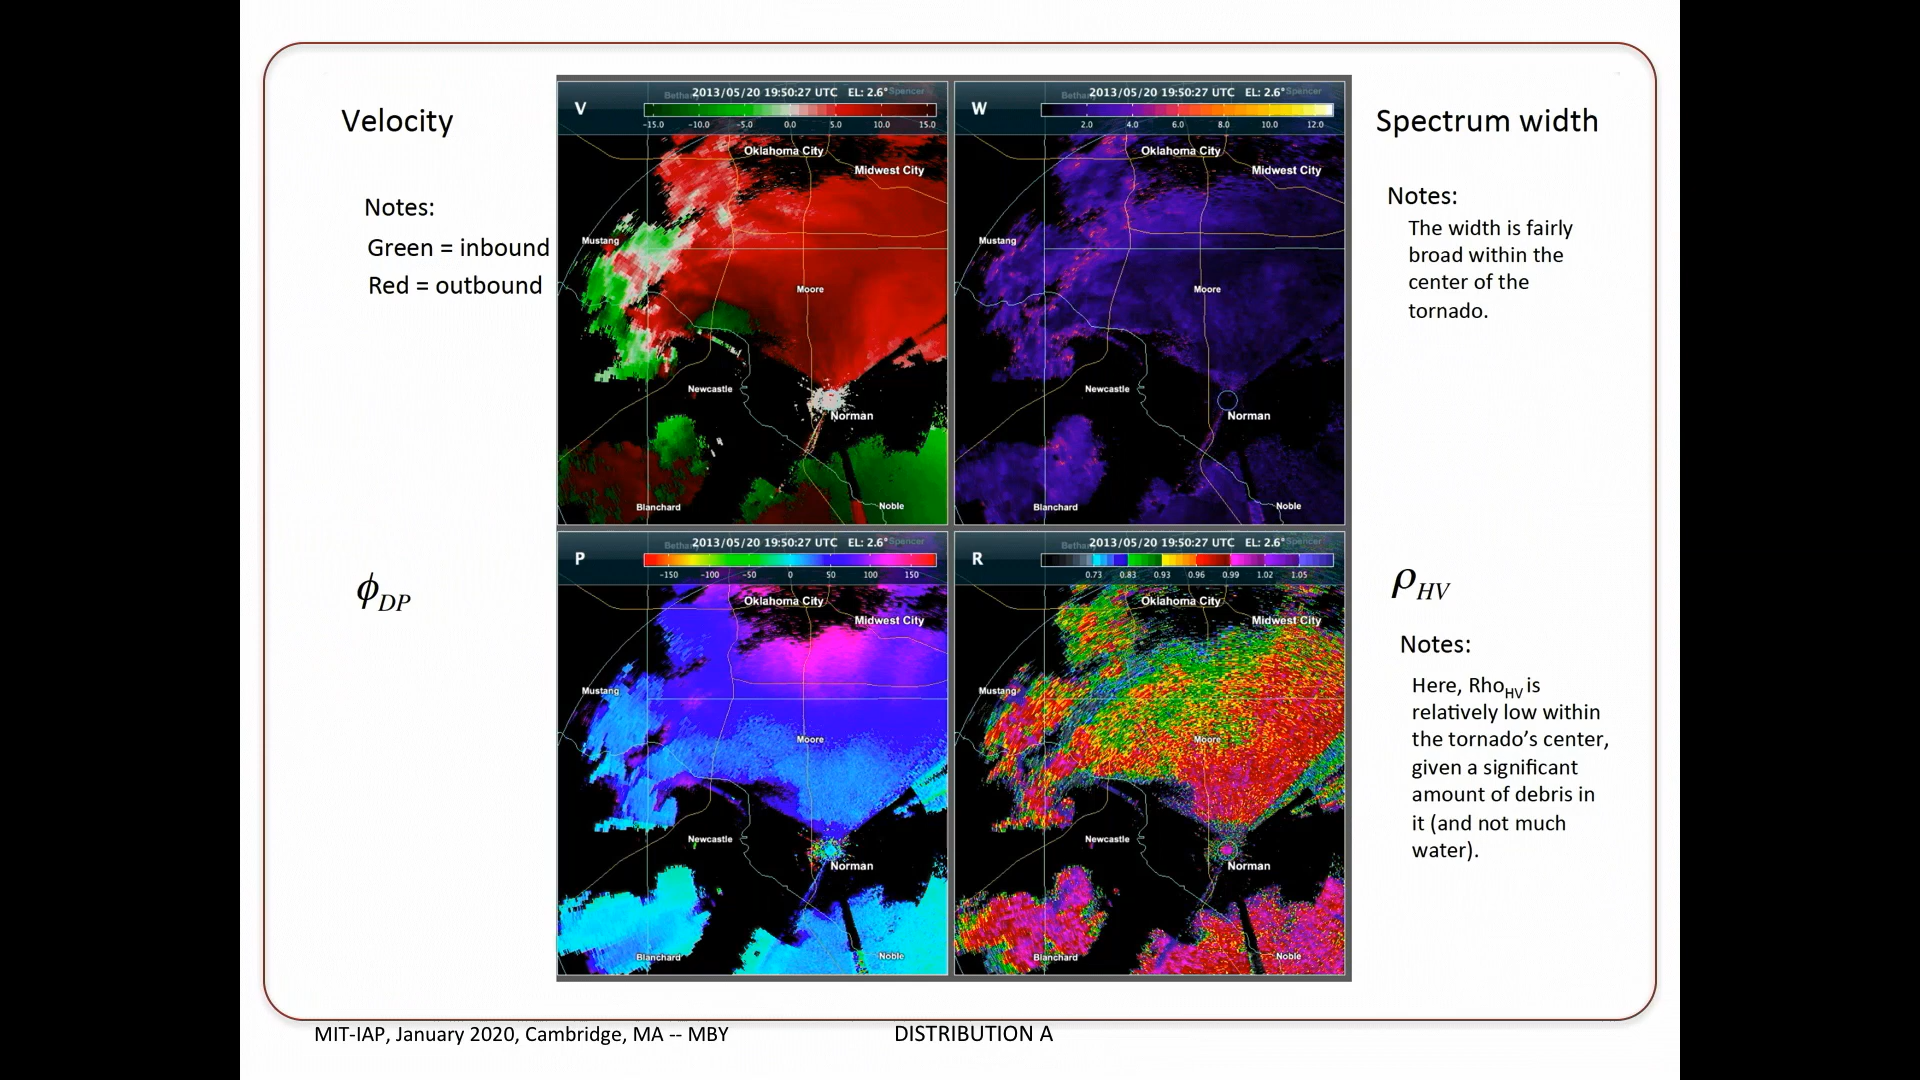 Velocity
Notes:
Green = inbound
Red = outbound
V
2013/05/20 19:50:27 UTC EL: 2.6°
Bethany
Spencer
-15.0 -10.0 -5.0 0.0 5.0 10.0 15.0
Oklahoma City
Midwest City
Mustang
Moore
Newcastle
Norman
Blanchard
Noble
W
2013/05/20 19:50:27 UTC EL: 2.6°
Bethany
Spencer
2.0 4.0 6.0 8.0 10.0 12.0
Oklahoma City
Midwest City
Mustang
Moore
Newcastle
Norman
Blanchard
Noble
Spectrum width
Notes:
The width is fairly
broad within the
center of the
tornado.
ϕDP
P
2013/05/20 19:50:27 UTC EL: 2.6°
Bethany
Spencer
-150 -100 -50 0 50 100 150
Oklahoma City
Midwest City
Mustang
Moore
Newcastle
Norman
Blanchard
Noble
R
2013/05/20 19:50:27 UTC EL: 2.6°
Bethany
Spencer
0.73 0.83 0.93 0.96 0.99 1.02 1.05
Oklahoma City
Midwest City
Mustang
Moore
Newcastle
Norman
Blanchard
Noble
ρHV
Notes:
Here, RhoHV is
relatively low within
the tornado’s center,
given a significant
amount of debris in
it (and not much
water).
MIT-IAP, January 2020, Cambridge, MA -- MBY
DISTRIBUTION A